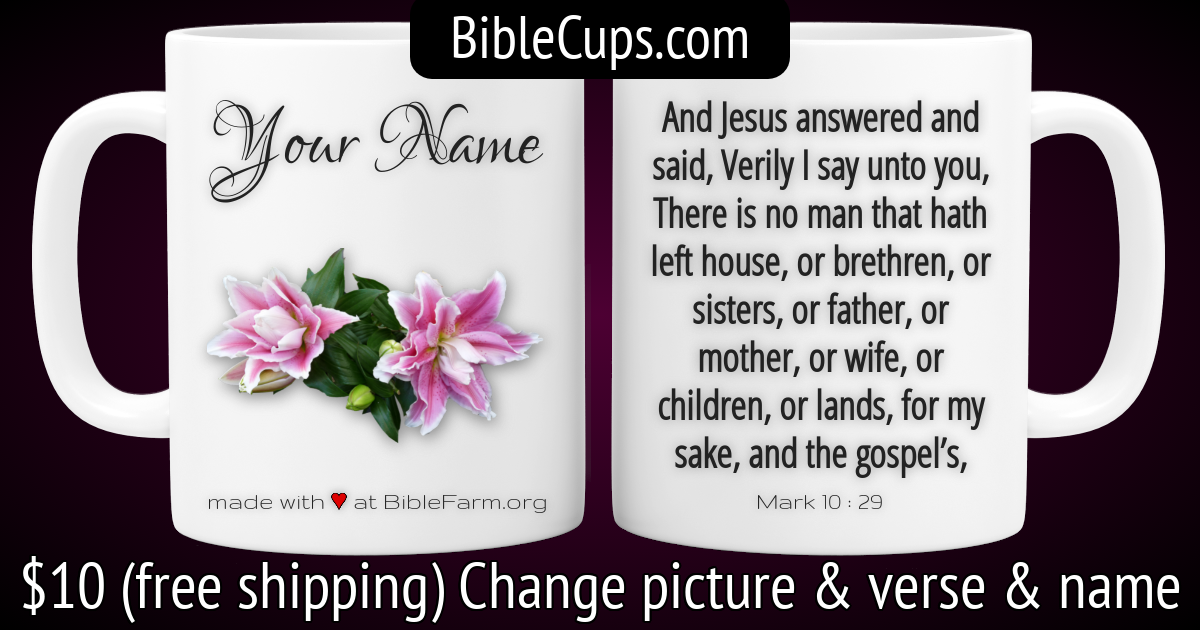 BibleCups.com
Your Name
made with ♥ at BibleFarm.org
And Jesus answered and
said, Verily I say unto you,
There is no man that hath
left house, or brethren, or
sisters, or father, or
mother, or wife, or
children, or lands, for my
sake, and the gospel’s,
Mark 10 : 29
$10 (free shipping) Change picture & verse & name